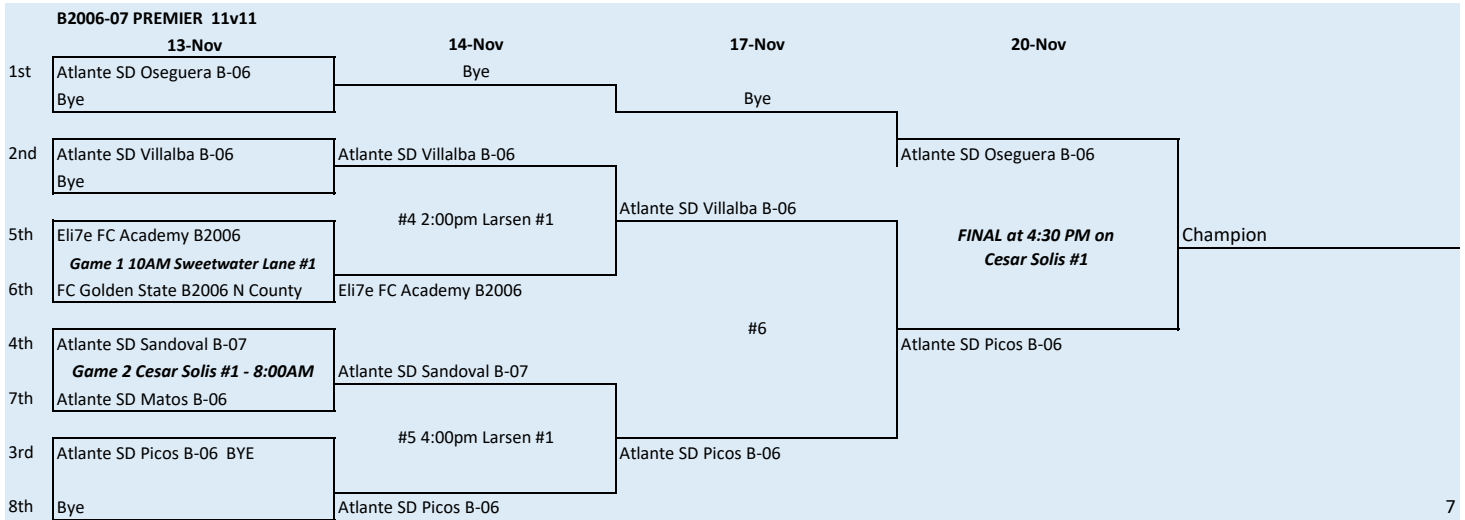 B2006-07 PREMIER 11v11
13-Nov 14-Nov 17-Nov 20-Nov
1st Atlante SD Oseguera B-06 Bye
Bye Bye
2nd Atlante SD Villalba B-06 Atlante SD Villalba B-06 Atlante SD Oseguera B-06
Bye
#4 2:00pm Larsen #1 Atlante SD Villalba B-06
5th Eli7e FC Academy B2006 FINAL at 4:30 PM on Champion
Game 1 10AM Sweetwater Lane #1 Cesar Solis #1
6th FC Golden State B2006 N County Eli7e FC Academy B2006
#6
4th Atlante SD Sandoval B-07 Atlante SD Picos B-06
Game 2 Cesar Solis #1 - 8:00AM Atlante SD Sandoval B-07
7th Atlante SD Matos B-06
#5 4:00pm Larsen #1
3rd Atlante SD Picos B-06 BYE Atlante SD Picos B-06
8th Bye Atlante SD Picos B-06 7